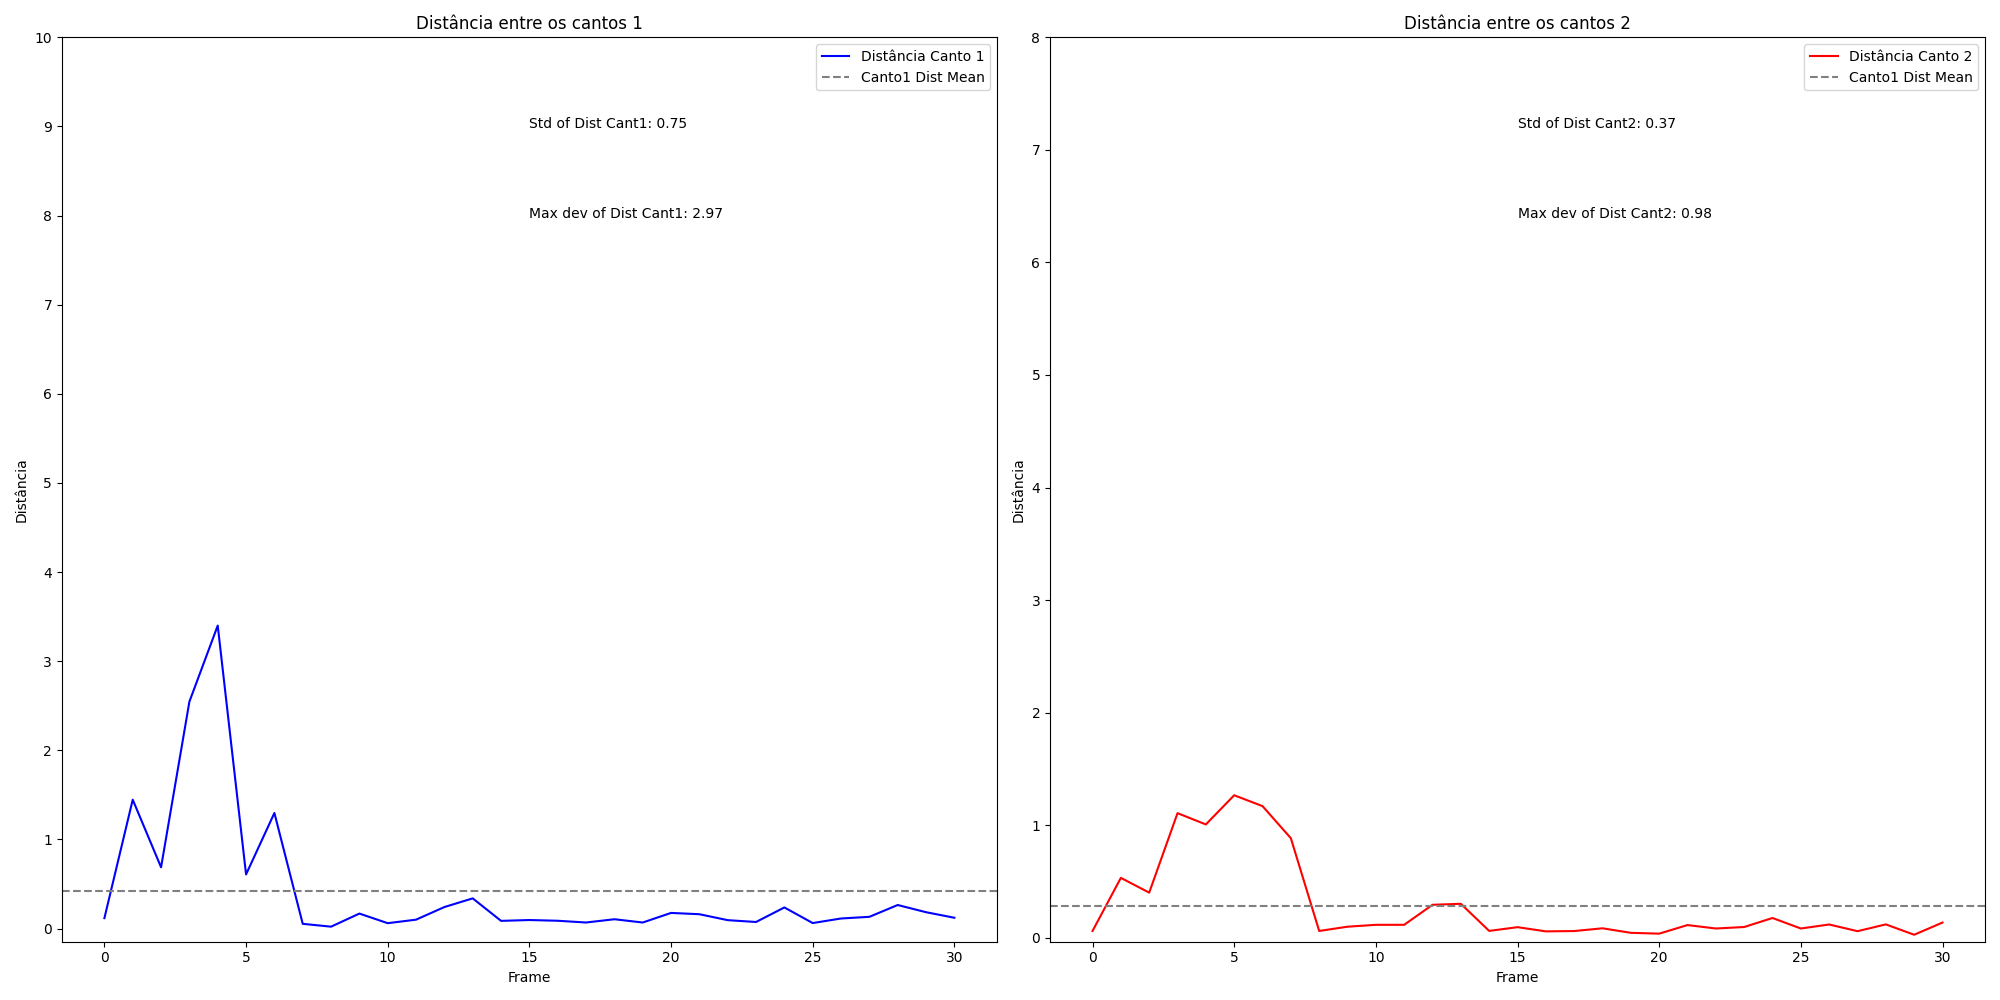 Distância entre os cantos 1
10
9
8
7
6
5
4
3
2
1
0
Distância
Distância Canto 1
Canto1 Dist Mean
Std of Dist Cant1: 0.75
Max dev of Dist Cant1: 2.97
0 5 10 15 20 25 30
Frame
Distância entre os cantos 2
8
7
6
5
4
3
2
1
0
Distância
Distância Canto 2
Canto1 Dist Mean
Std of Dist Cant2: 0.37
Max dev of Dist Cant2: 0.98
0 5 10 15 20 25 30
Frame